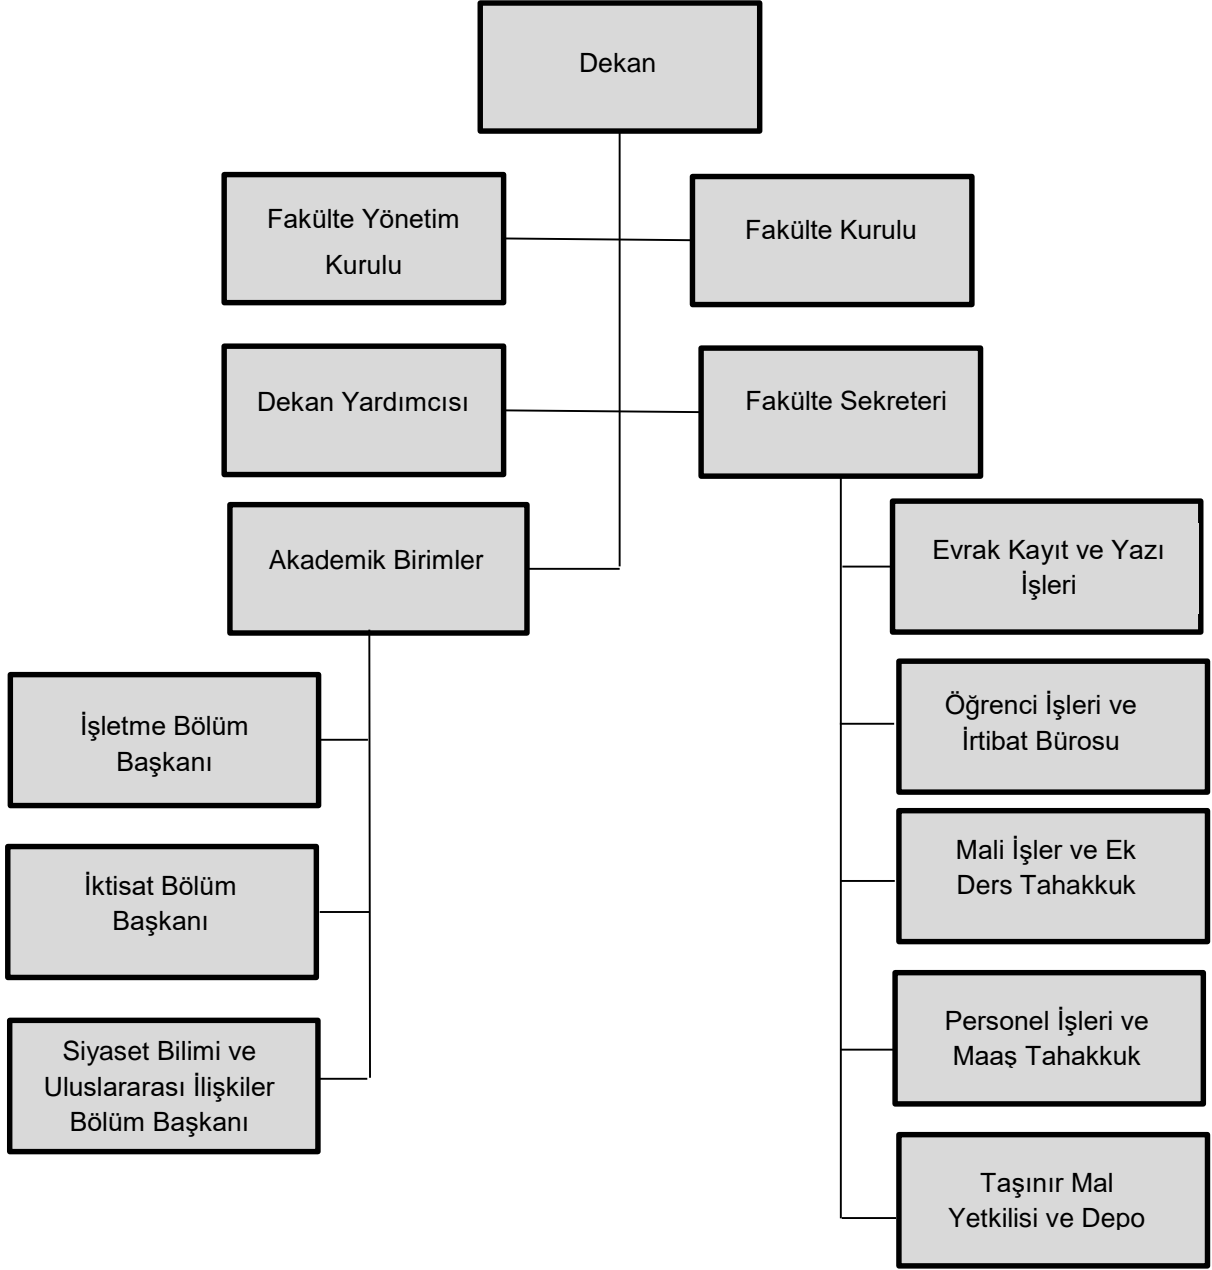 Dekan
Fakülte Yönetim
Kurulu
Fakülte Kurulu
Dekan Yardımcısı
Fakülte Sekreteri
Akademik Birimler
Evrak Kayıt ve Yazı
İşleri
İşletme Bölüm
Başkanı
Öğrenci İşleri ve
İrtibat Bürosu
İktisat Bölüm
Başkanı
Mali İşler ve Ek
Ders Tahakkuk
Siyaset Bilimi ve
Uluslararası İlişkiler
Bölüm Başkanı
Personel İşleri ve
Maaş Tahakkuk
Taşınır Mal
Yetkilisi ve Depo